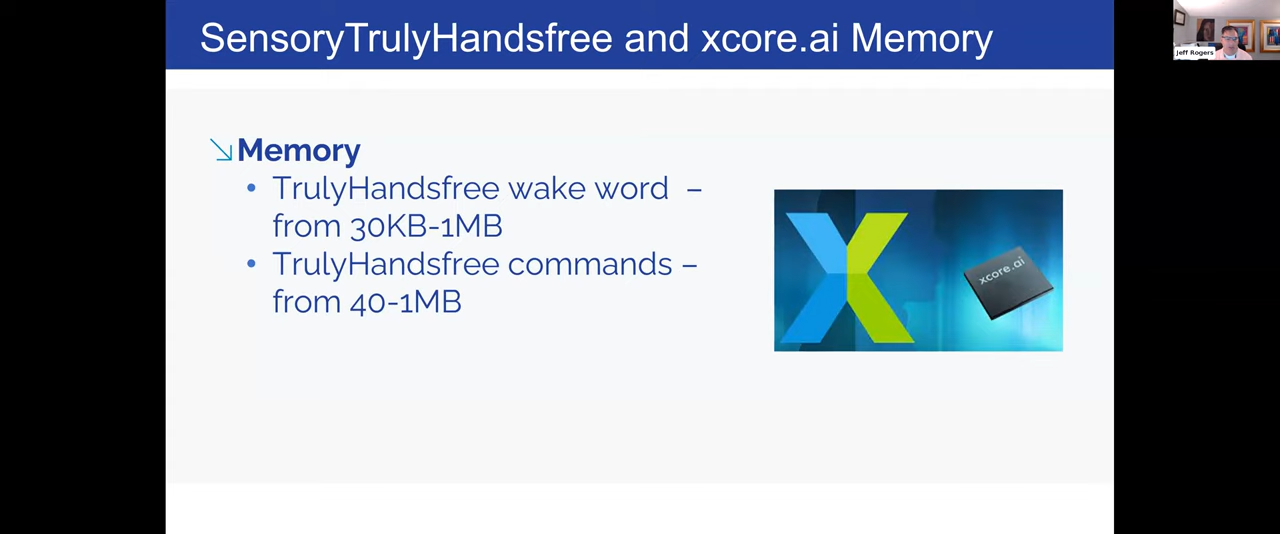 SensoryTrulyHandsfree and xcore.ai Memory
Jeff Rogers
Memory
• TrulyHandsfree wake word –
from 30KB-1MB
• TrulyHandsfree commands –
from 40-1MB
xcore.ai